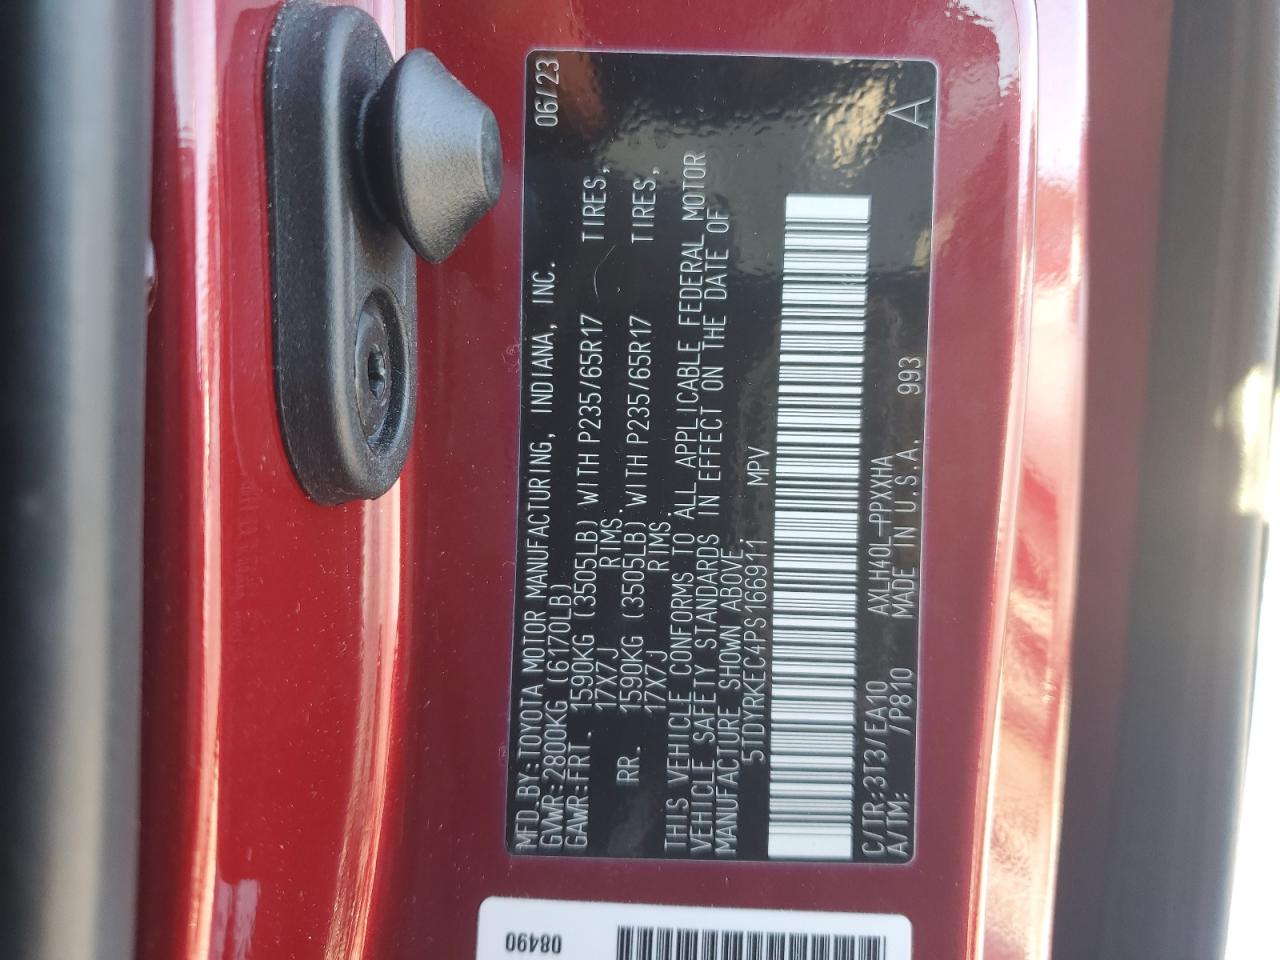 MFD.BY:TOYOTA MOTOR MANUFACTURING, INDIANA, INC. 06/23
GVWR:2800KG (6170LB)
GAWR:FRT. 1590KG (3505LB) WITH P235/65R17 TIRES,
17X7J RIMS,
RR. 1590KG (3505LB) WITH P235/65R17 TIRES,
17X7J RIMS,
THIS VEHICLE CONFORMS TO ALL APPLICABLE FEDERAL MOTOR
VEHICLE SAFETY STANDARDS IN EFFECT ON THE DATE OF
MANUFACTURE SHOWN ABOVE.
5TDYRKEC4PS166911 MPV
C/TR:3T3/EA10 AXLH40L-PPXXHA A
A/TM: /P810 MADE IN U.S.A. 993
08490